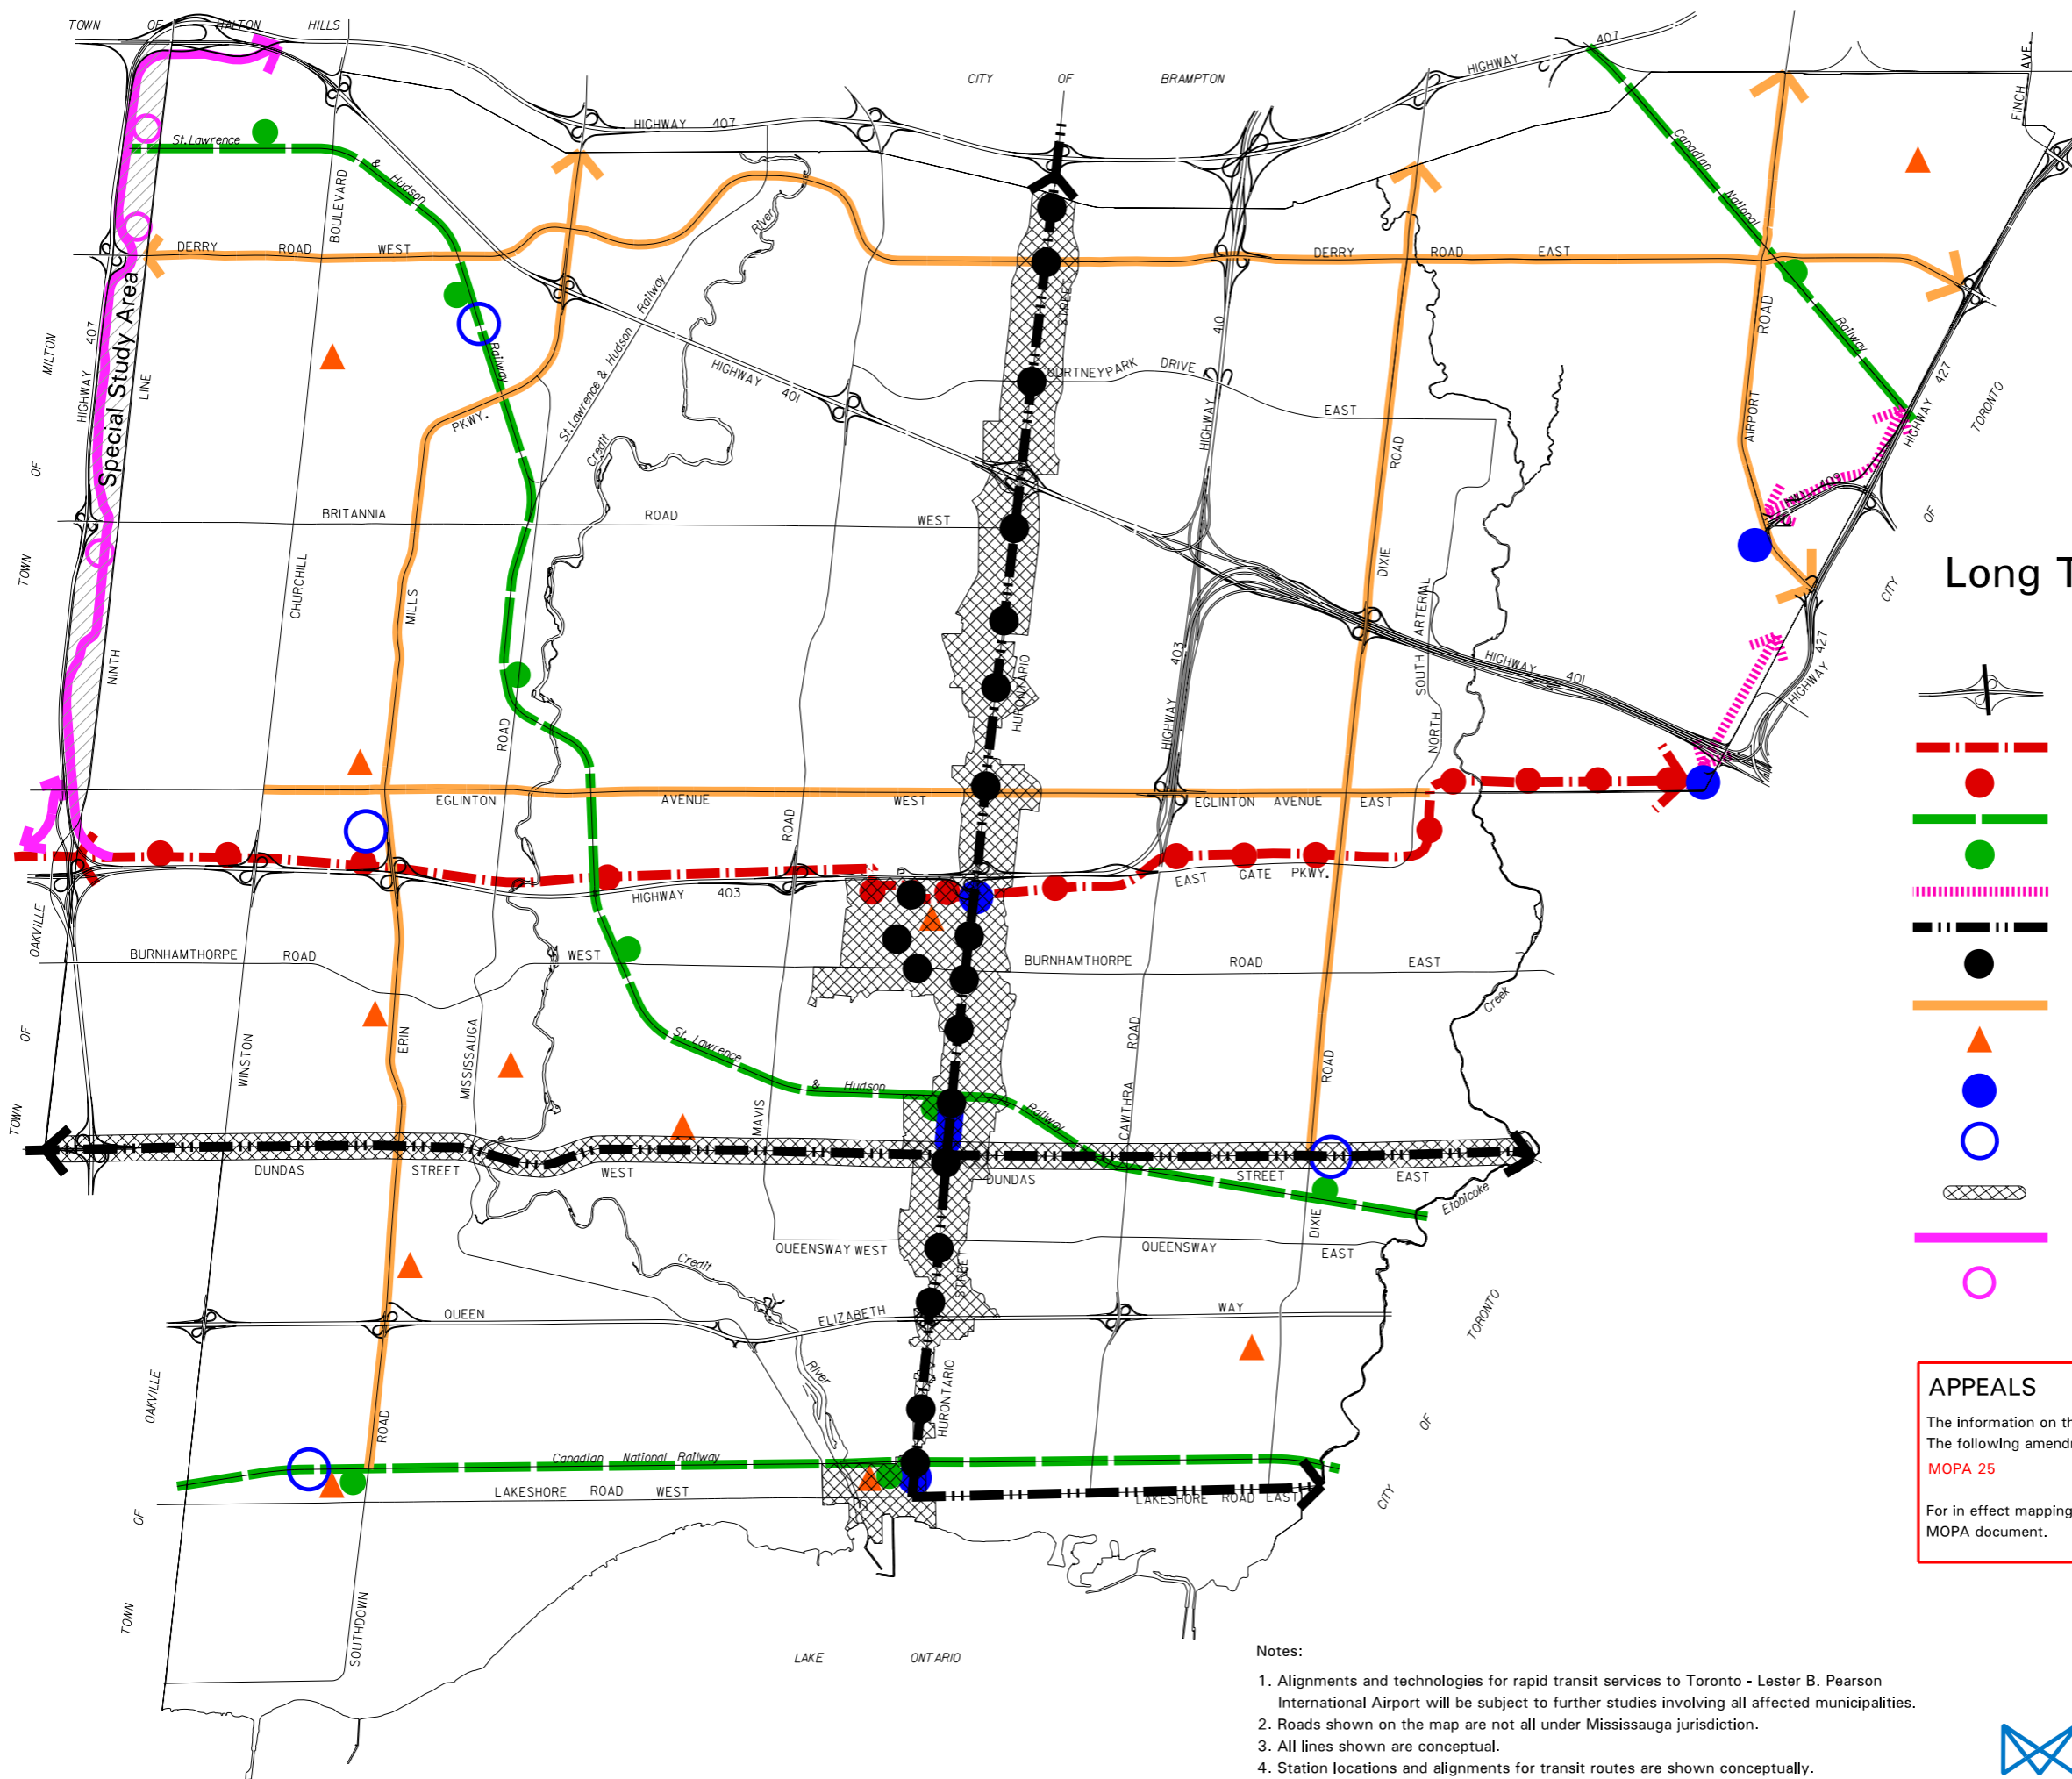 TOWN OF HALTON HILLS
CITY OF BRAMPTON
HIGHWAY 407
FINCH AVE.
HIGHWAY 407
St.Lawrence & Hudson Railway
BOULEVARD
Canadian National Railway
River
DERRY ROAD WEST
STREET
DERRY ROAD EAST
Special Study Area
MILTON
HIGHWAY 407
LINE
St.Lawrence & Hudson Railway
HIGHWAY 401
410
DRIVE
EAST
ROAD
AIRPORT
HIGHWAY 427
TORONTO
PKWY.
Credit
HIGHWAY
ROAD
OF
BRITANNIA ROAD WEST
OF
TOWN
CHURCHILL
MILLS
DIXIE
SOUTH ARTERIAL
CITY
Long T
NINTH
HURONTARIO
403
HIGHWAY 401
HIGHWAY 427
ROAD
HIGHWAY
NORTH
EGLINTON AVENUE WEST
EGLINTON AVENUE EAST
ROAD
HIGHWAY 403
EAST GATE PKWY.
OAKVILLE
BURNHAMTHORPE ROAD WEST
BURNHAMTHORPE ROAD EAST
Creek
OF
WINSTON
ERIN
MISSISSAUGA
St. Lawrence & Hudson Railway
ROAD
ROAD
TOWN
MAVIS
CAWTHRA
DUNDAS STREET WEST
DUNDAS STREET EAST
Etobicoke
DIXIE
QUEENSWAY WEST
QUEENSWAY EAST
Credit
STREET
QUEEN ELIZABETH WAY
TORONTO
River
OAKVILLE
HURONTARIO
ROAD
OF
Canadian National Railway
LAKESHORE ROAD WEST
LAKESHORE ROAD EAST
CITY
OF
TOWN
SOUTHDOWN
LAKE ONTARIO
APPEALS
The information on th
The following amendm
MOPA 25
For in effect mapping
MOPA document.
Notes:
1. Alignments and technologies for rapid transit services to Toronto - Lester B. Pearson
International Airport will be subject to further studies involving all affected municipalities.
2. Roads shown on the map are not all under Mississauga jurisdiction.
3. All lines shown are conceptual.
4. Station locations and alignments for transit routes are shown conceptually.